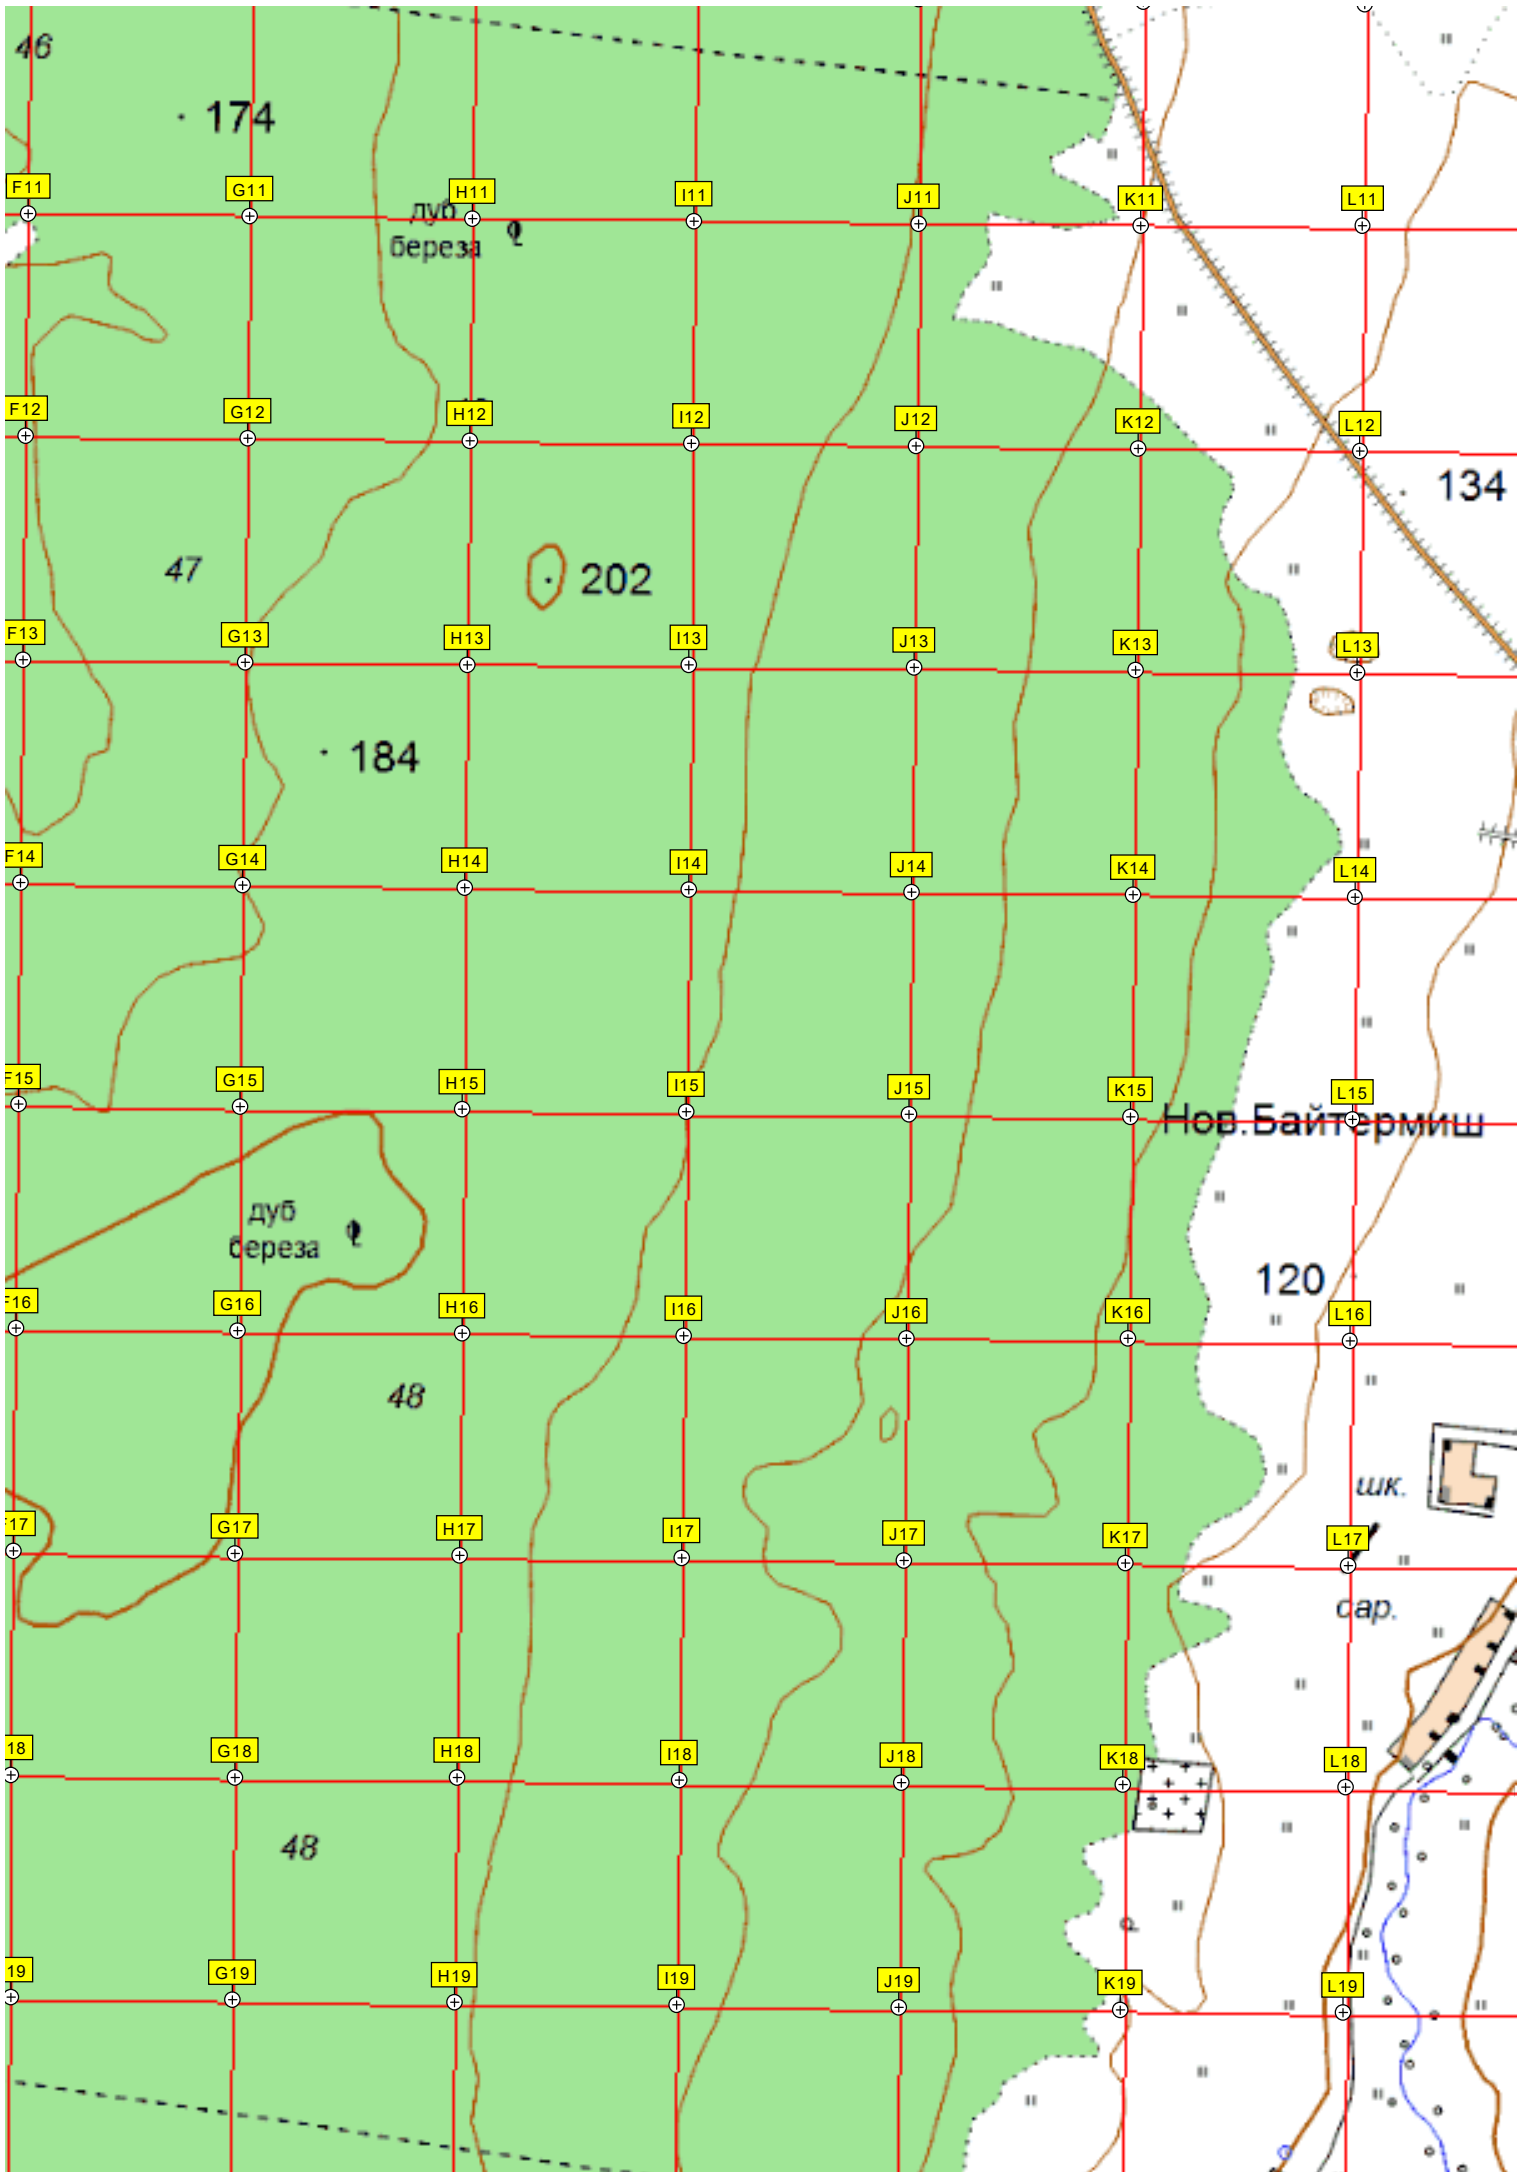 46
174
F11 G11 H11 I11 J11 K11 L11
дуб
береза
F12 G12 H12 I12 J12 K12 L12
134
47
202
F13 G13 H13 I13 J13 K13 L13
184
F14 G14 H14 I14 J14 K14 L14
F15 G15 H15 I15 J15 K15 L15
Нов.Байтермиш
дуб
береза
120
F16 G16 H16 I16 J16 K16 L16
48
шк.
F17 G17 H17 I17 J17 K17 L17
сар.
18 G18 H18 I18 J18 K18 L18
48
19 G19 H19 I19 J19 K19 L19